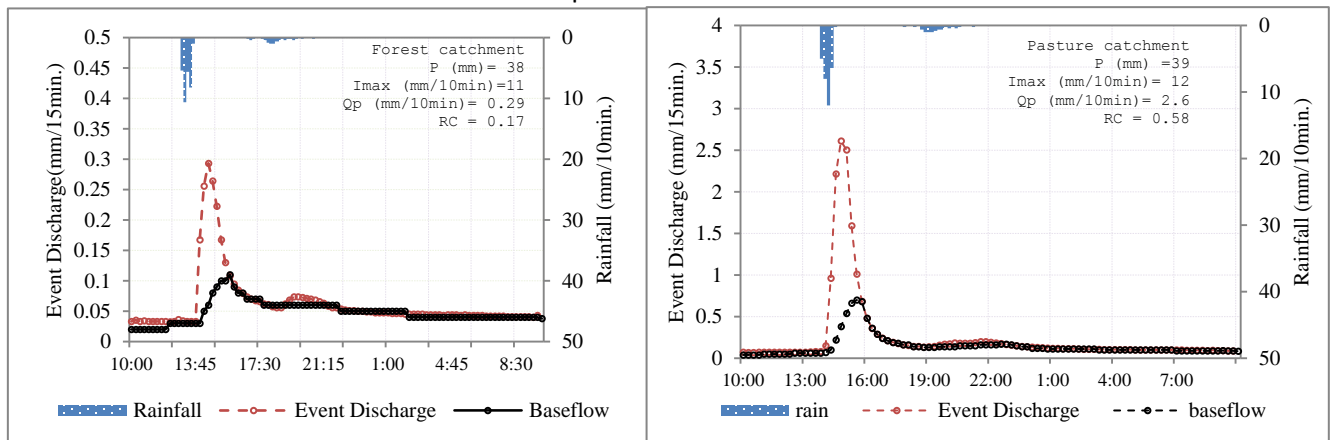 Forest catchment
P (mm)= 38
Imax (mm/10min)=11
Qp (mm/10min)= 0.29
RC = 0.17
Event Discharge(mm/15min.)
0.5
0.45
0.4
0.35
0.3
0.25
0.2
0.15
0.1
0.05
0
0
10
20
30
40
50
Rainfall (mm/10min.)
10:00 13:45 17:30 21:15 1:00 4:45 8:30
Rainfall Event Discharge Baseflow
Pasture catchment
P (mm) =39
Imax (mm/10min)= 12
Qp (mm/10min)= 2.6
RC = 0.58
Event Discharge (mm/15min.)
4
3.5
3
2.5
2
1.5
1
0.5
0
0
10
20
30
40
50
Rainfall (mm/10min.)
10:00 13:00 16:00 19:00 22:00 1:00 4:00 7:00
rain Event Discharge baseflow